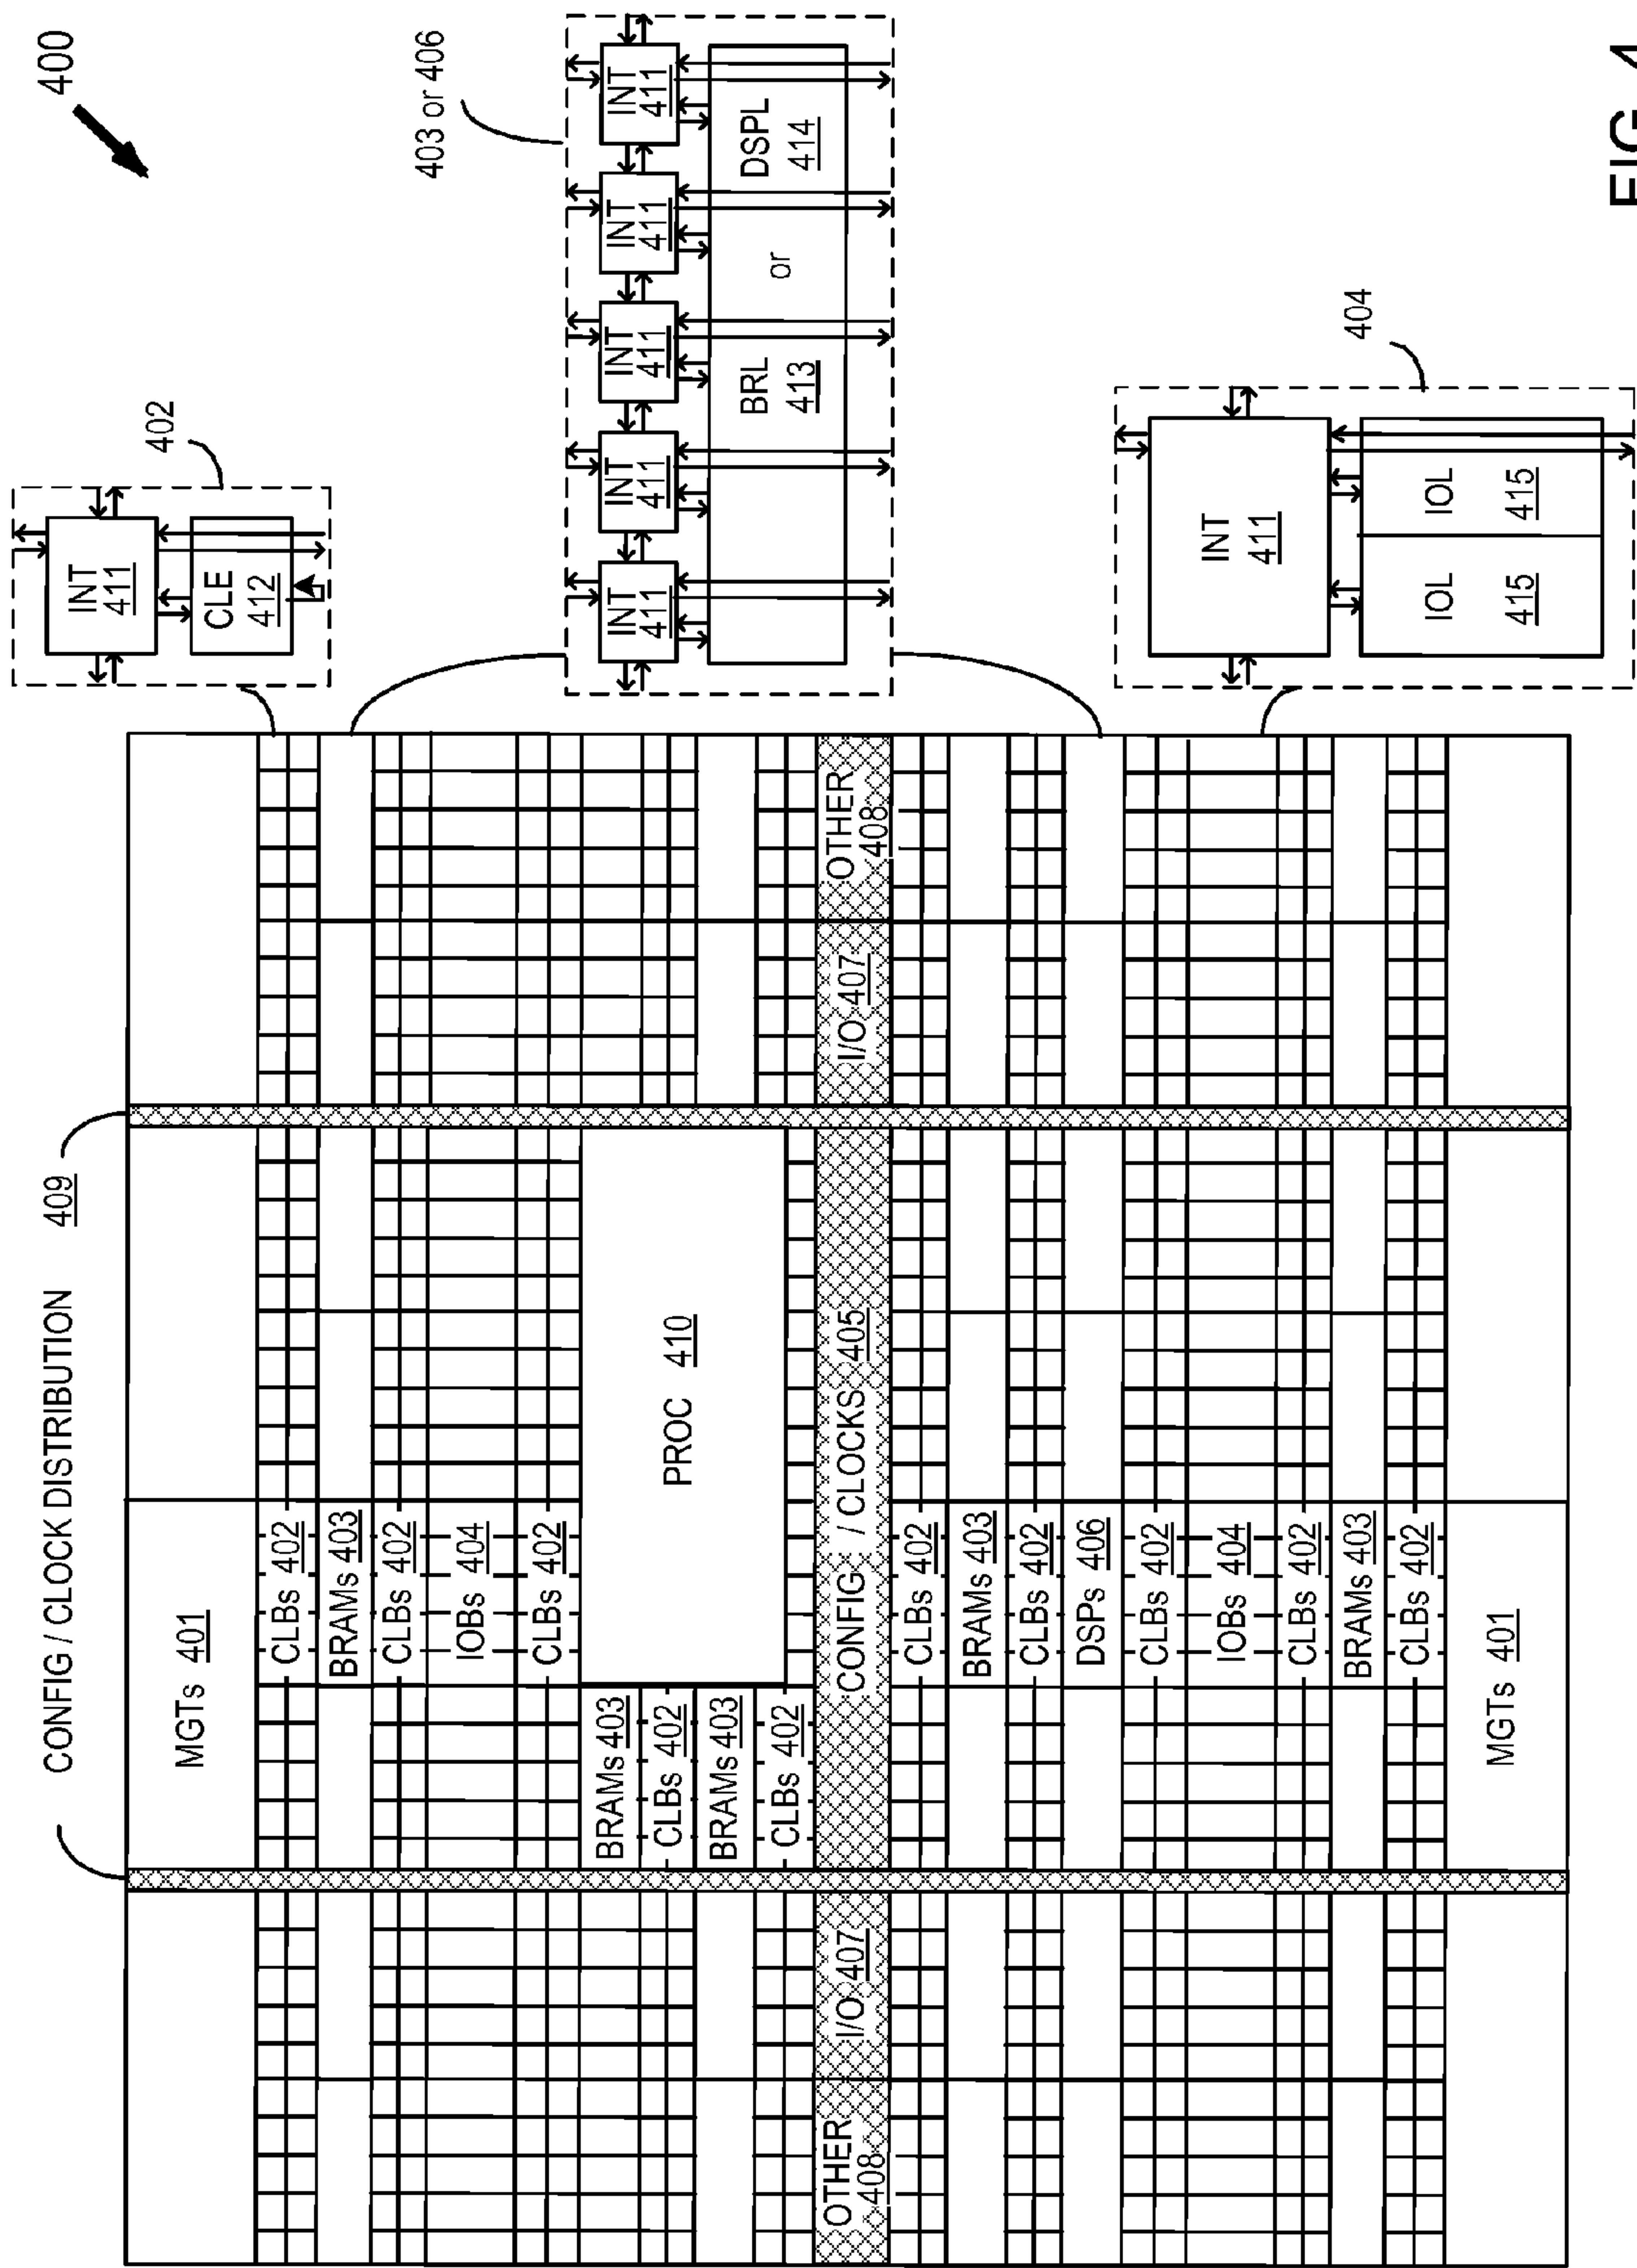 400
FIG. 4
CONFIG / CLOCK DISTRIBUTION 409
MGTs 401
CLBs 402
BRAMs 403
CLBs 402
IOBs 404
CLBs 402
BRAMs 403
CLBs 402
BRAMs 403
CLBs 402
PROC 410
OTHER
408
I/O 407
CONFIG / CLOCKS 405
I/O 407
OTHER
408
CLBs 402
BRAMs 403
CLBs 402
DSPs 406
CLBs 402
IOBs 404
CLBs 402
BRAMs 403
CLBs 402
MGTs 401
402
INT
411
CLE
412
403 or 406
INT
411
INT
411
INT
411
INT
411
INT
411
BRL
413
or
DSPL
414
404
INT
411
IOL
415
IOL
415